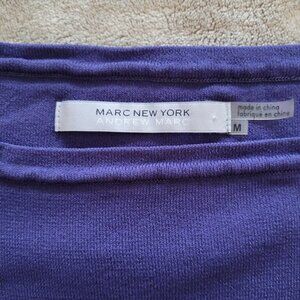 MARC NEW YORK
ANDREW MARC
made in china
fabriqué en chine
M